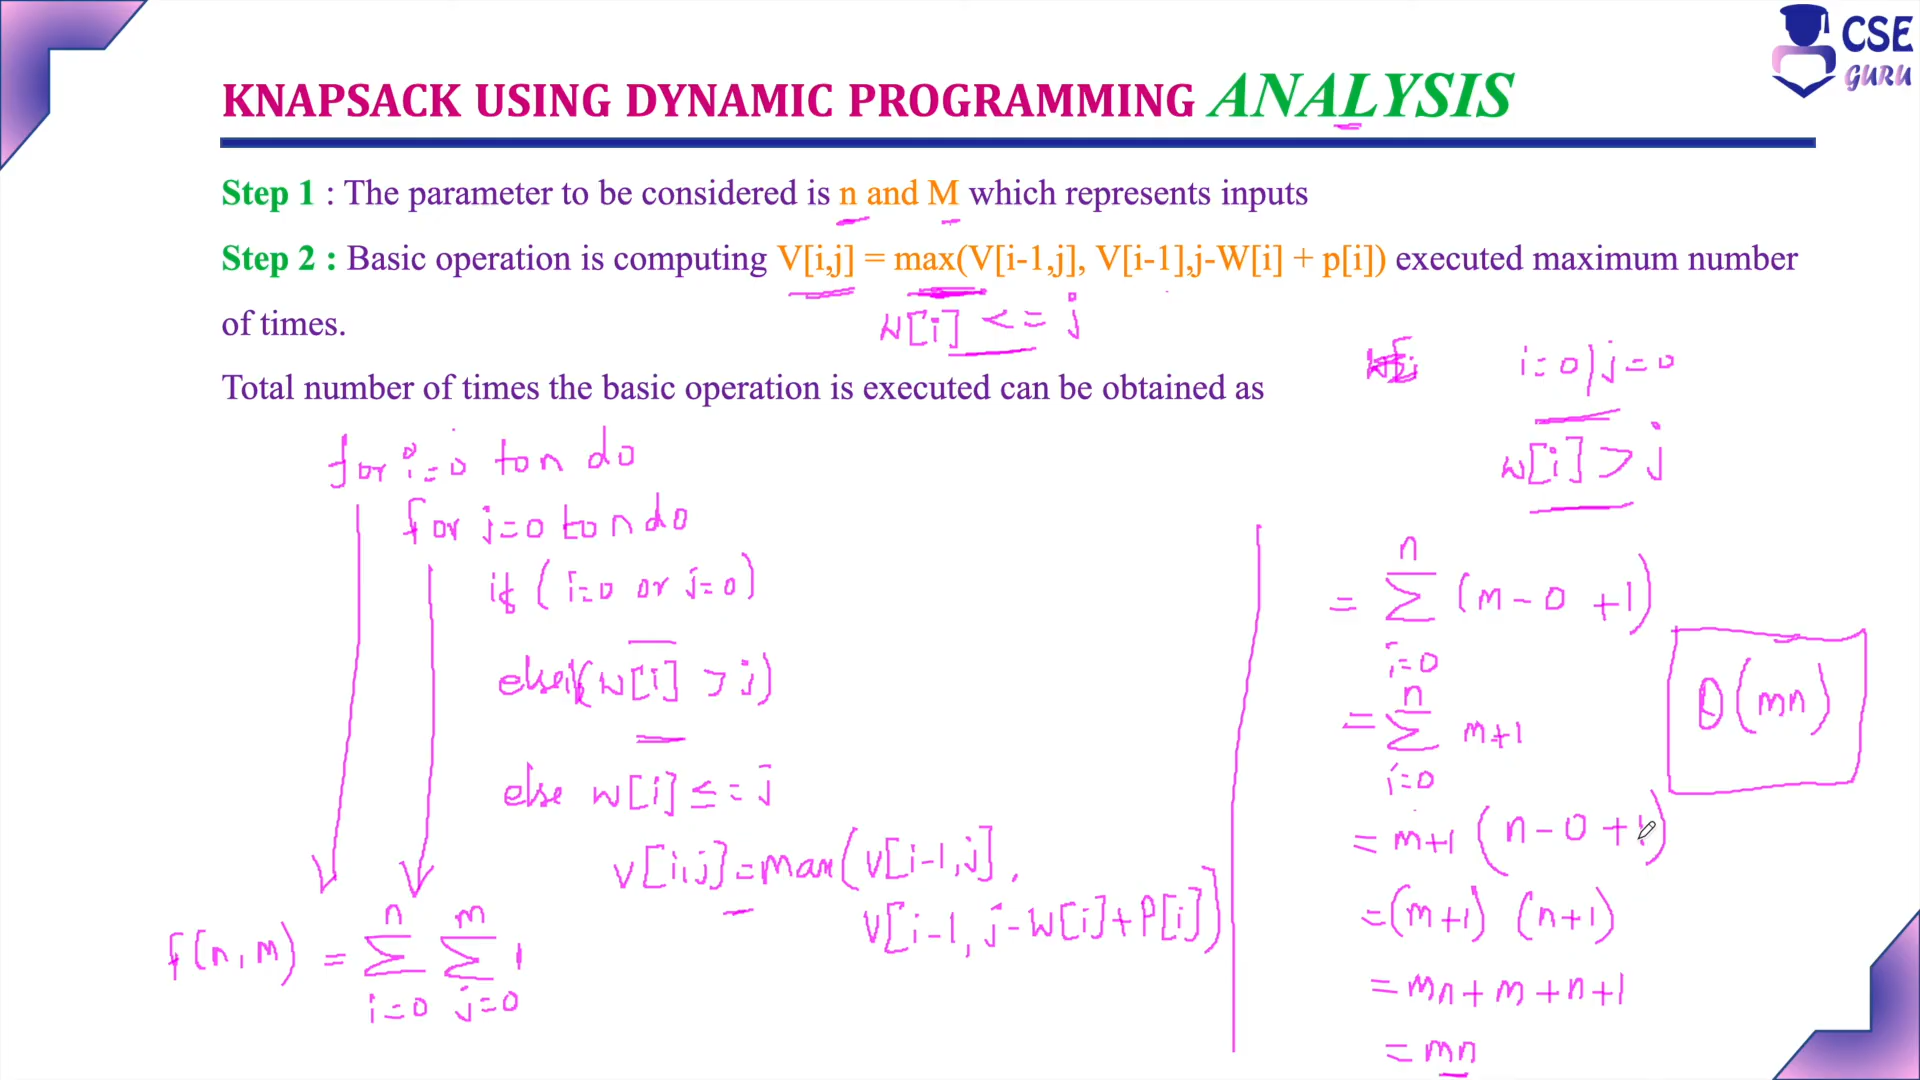 CSE
GURU
KNAPSACK USING DYNAMIC PROGRAMMING ANALYSIS
Step 1 : The parameter to be considered is n and M which represents inputs
Step 2 : Basic operation is computing V[i,j] = max(V[i-1,j], V[i-1],j-W[i] + p[i]) executed maximum number
of times.
w[i] <= j
i=0/j=0
Total number of times the basic operation is executed can be obtained as
w[i] > j
for i=0 to n do
for j=0 to n do
if (i=0 or j=0)
else if (w[i] > j)
else w[i] <= j
v[i,j] = max(v[i-1,j],
v[i-1, j-w[i]+P[i])
f(n,m) = n∑i=0 m∑j=0 1
= n∑i=0 (m-0+1)
= n∑i=0 m+1
= m+1 (n-0+1)
= (m+1) (n+1)
= mn+m+n+1
= mn
Θ(mn)